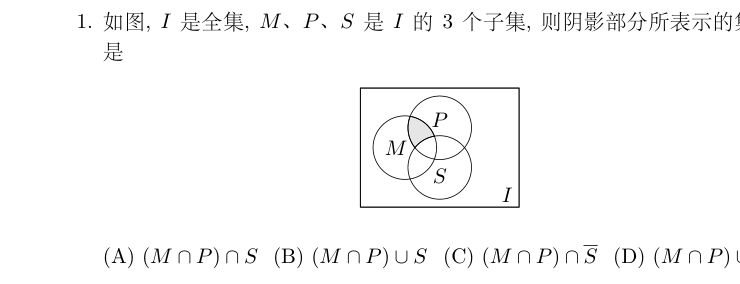 1. 如图, I 是全集, M、P、S 是 I 的 3 个子集, 则阴影部分所表示的
是
P
M
S
I
(A) (M ∩ P) ∩ S (B) (M ∩ P) ∪ S (C) (M ∩ P) ∩ S̅ (D) (M ∩ P)